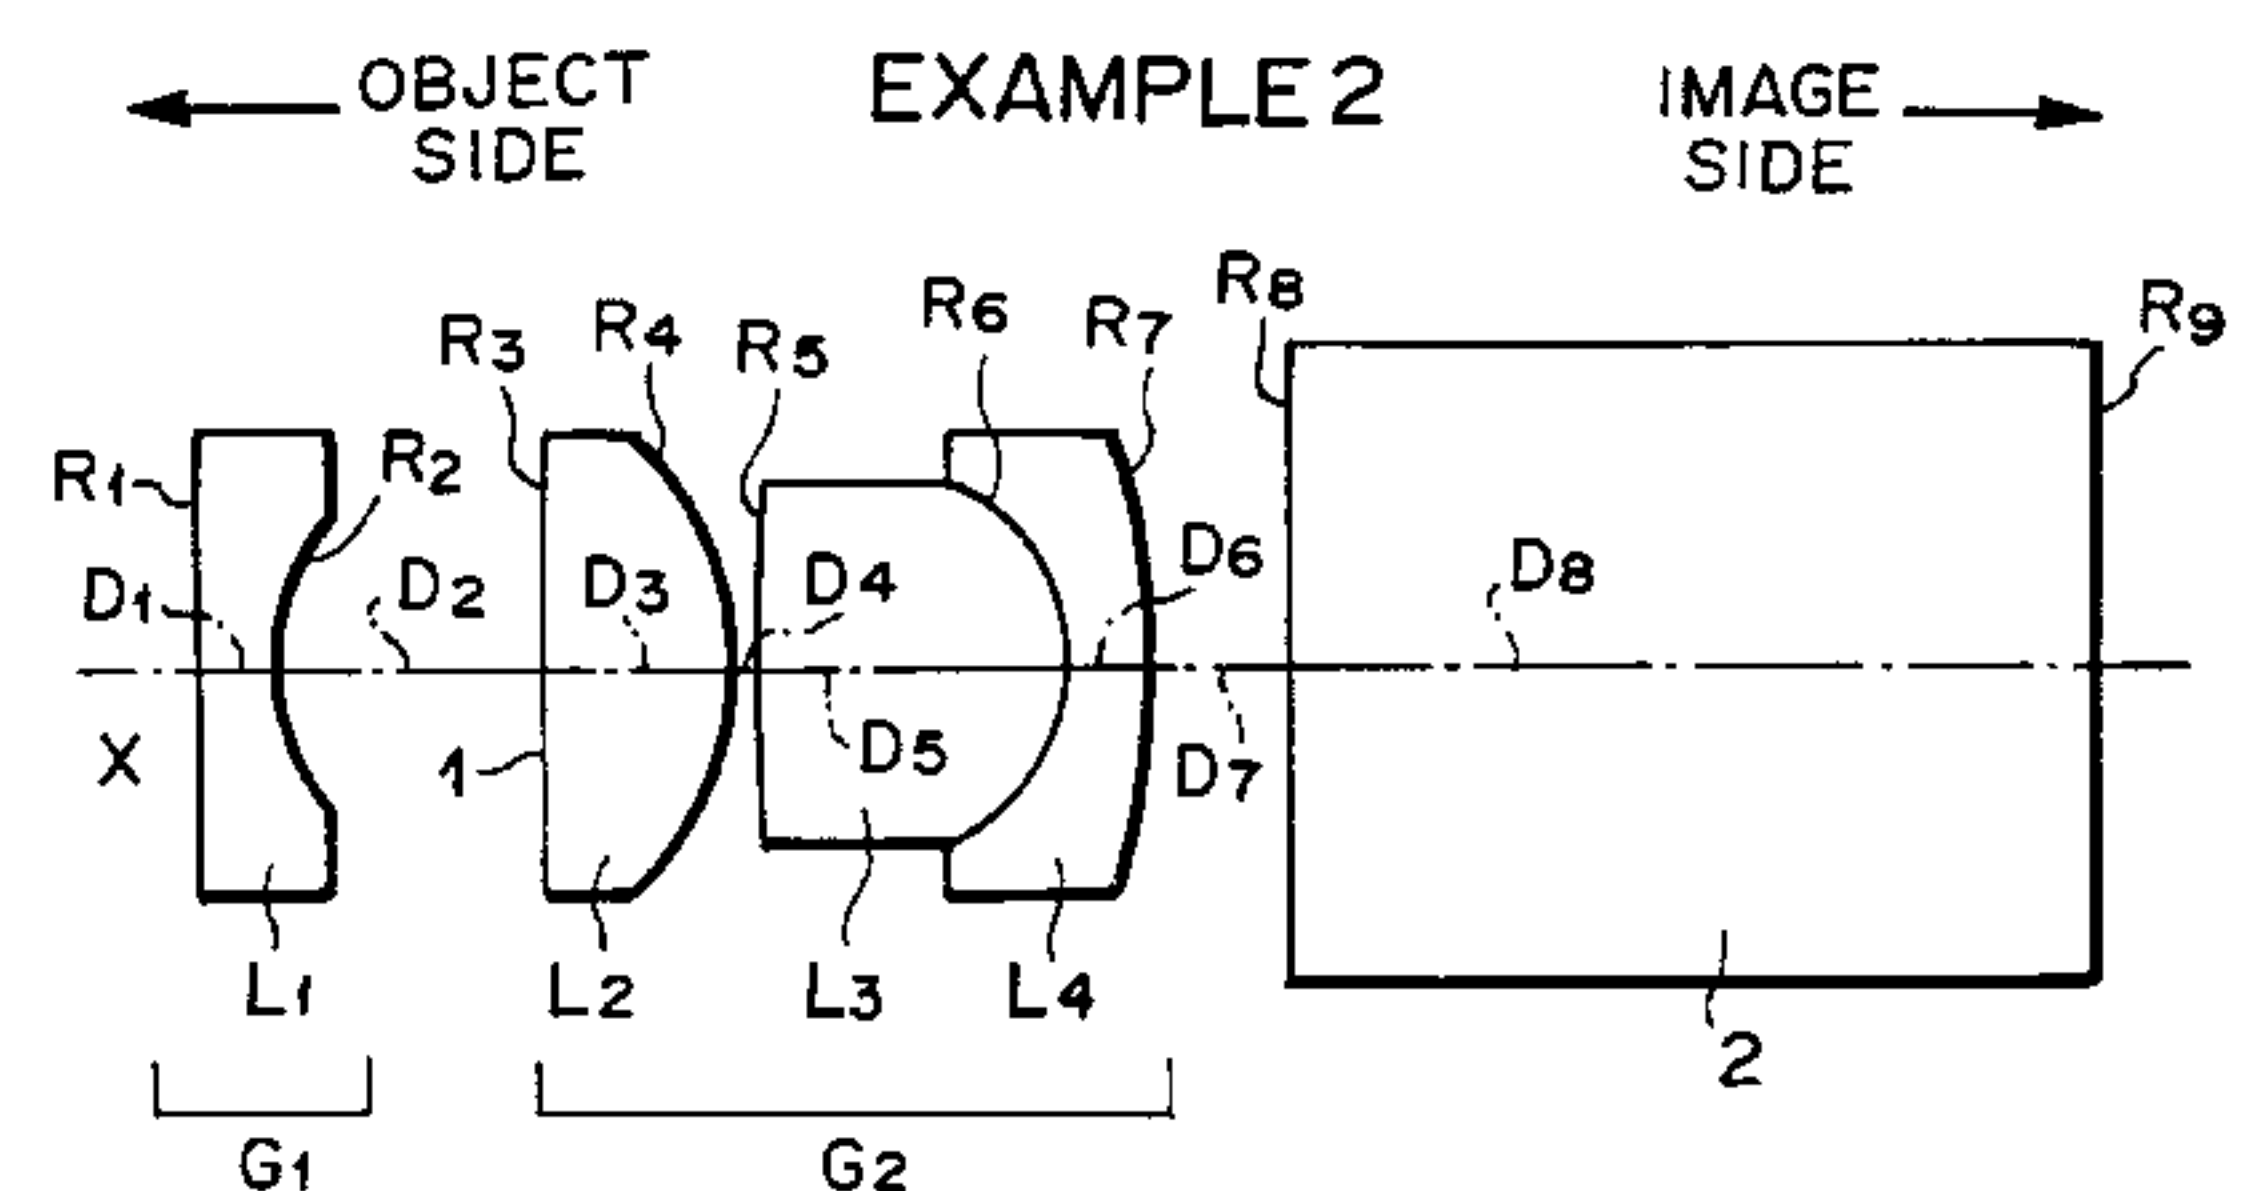 OBJECT SIDE
EXAMPLE 2
IMAGE SIDE
R1
R2
R3
R4
R5
R6
R7
R8
R9
D1
D2
D3
D4
D5
D6
D7
D8
X
1
L1
L2
L3
L4
2
G1
G2